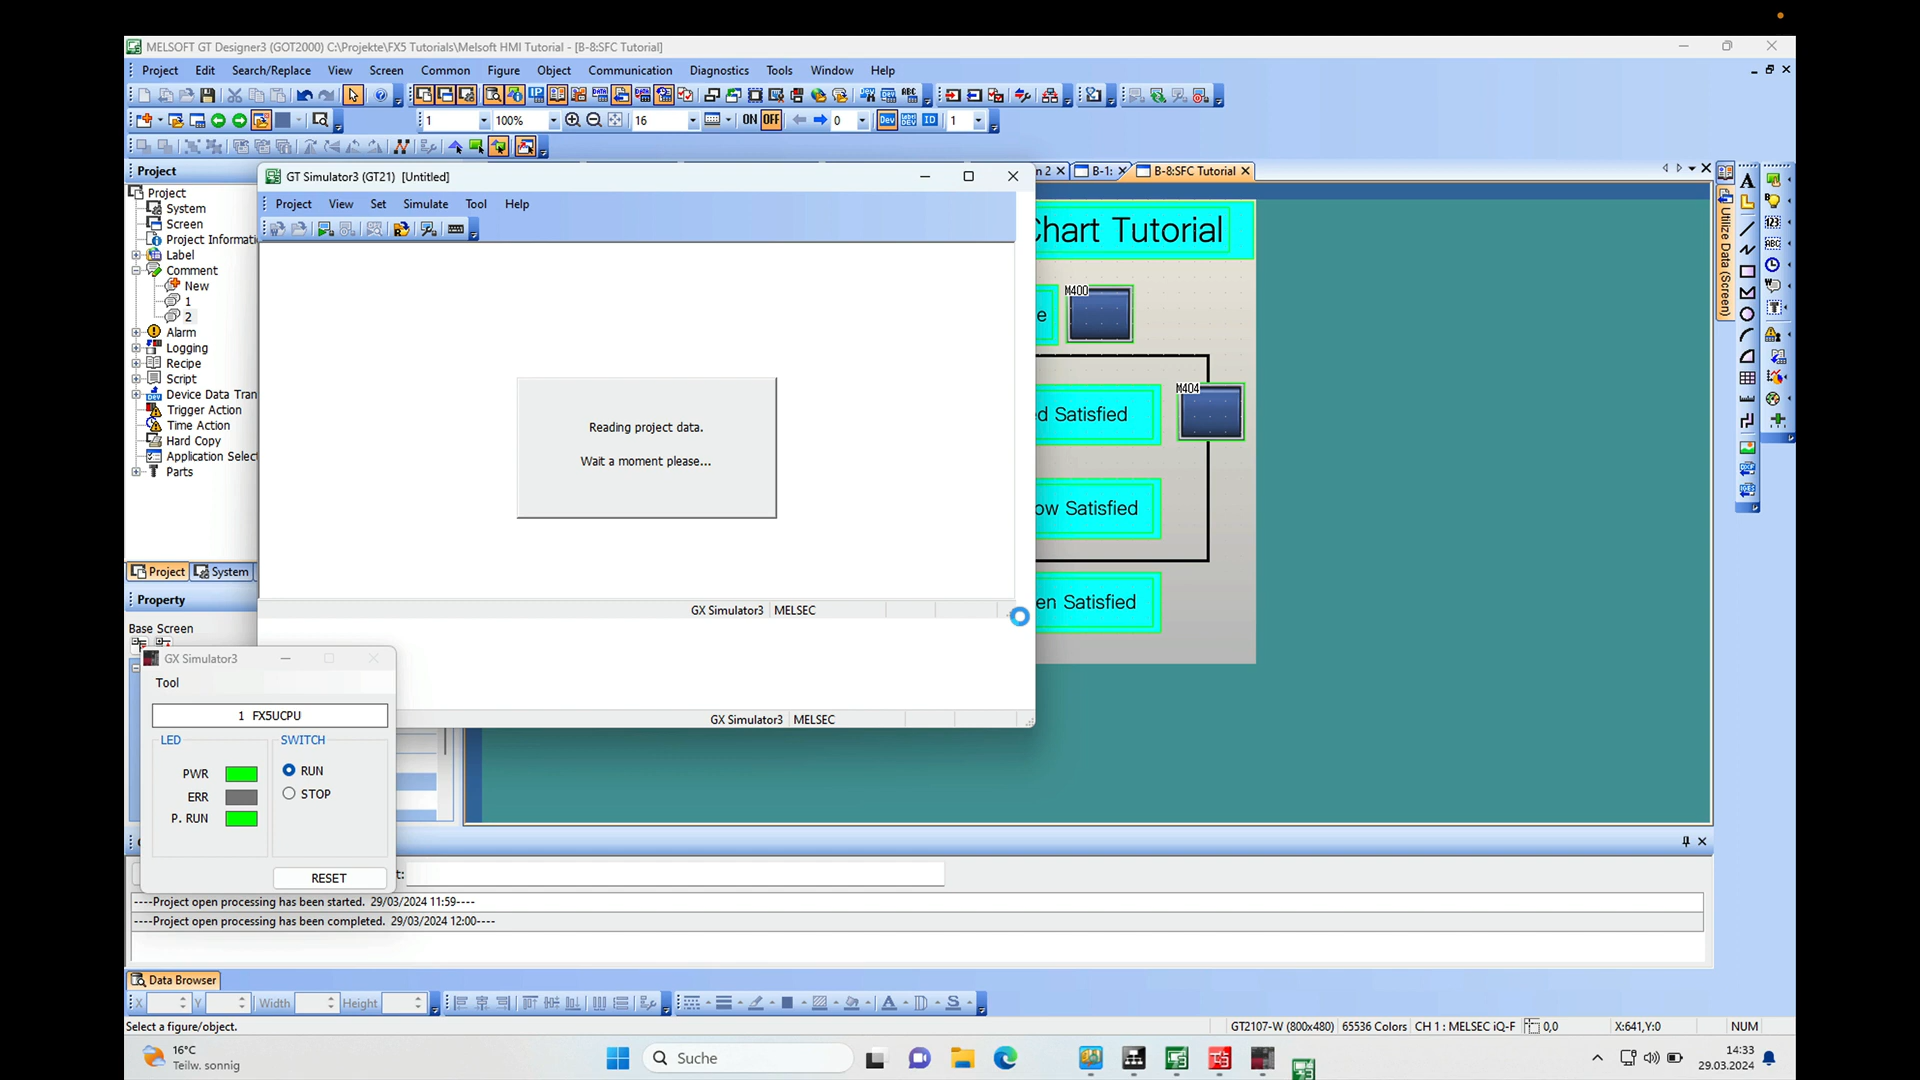 MELSOFT GT Designer3 (GOT2000) C:\Projekte\FX5 Tutorials\Melsoft HMI Tutorial - [B-8:SFC Tutorial]
Project Edit Search/Replace View Screen Common Figure Object Communication Diagnostics Tools Window Help
1 100% 16 ON OFF 0 Dev ID 1
Project
GT Simulator3 (GT21) [Untitled]
n 2 B-1: B-8:SFC Tutorial
Project View Set Simulate Tool Help
Project
System
Screen
Project Informati
Label
Comment
New
1
2
Alarm
Logging
Recipe
Script
Device Data Tran
Trigger Action
Time Action
Hard Copy
Application Selec
Parts
Reading project data.
Wait a moment please...
Chart Tutorial
e M400
ed Satisfied M404
ow Satisfied
en Satisfied
Utilize Data (Screen)
GX Simulator3 MELSEC
Project System
Property
Base Screen
GX Simulator3
Tool
1 FX5UCPU
LED SWITCH
PWR RUN
ERR STOP
P. RUN
RESET
GX Simulator3 MELSEC
t:
----Project open processing has been started. 29/03/2024 11:59----
----Project open processing has been completed. 29/03/2024 12:00----
Data Browser
X Y Width Height
Select a figure/object. GT2107-W (800x480) 65536 Colors CH 1 : MELSEC iQ-F 0,0 X:641,Y:0 NUM
16°C
Teilw. sonnig
Suche
14:33
29.03.2024